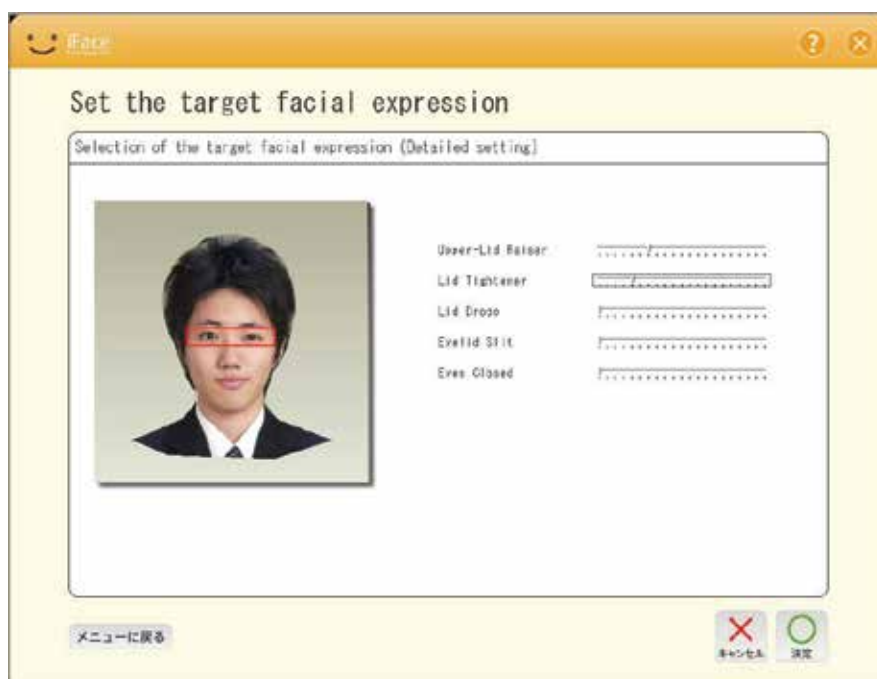 iFace
?
Set the target facial expression
Selection of the target facial expression (Detailed setting)
Upper-Lid Raiser
Lid Tightener
Lid Droop
Eyelid Slit
Eyes Closed
メニューに戻る
キャンセル
決定